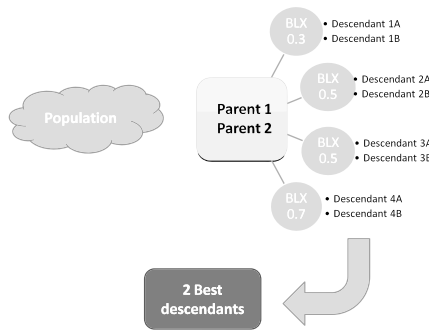 Population
Parent 1
Parent 2
BLX
0.3
• Descendant 1A
• Descendant 1B
BLX
0.5
• Descendant 2A
• Descendant 2B
BLX
0.5
• Descendant 3A
• Descendant 3B
BLX
0.7
• Descendant 4A
• Descendant 4B
2 Best
descendants